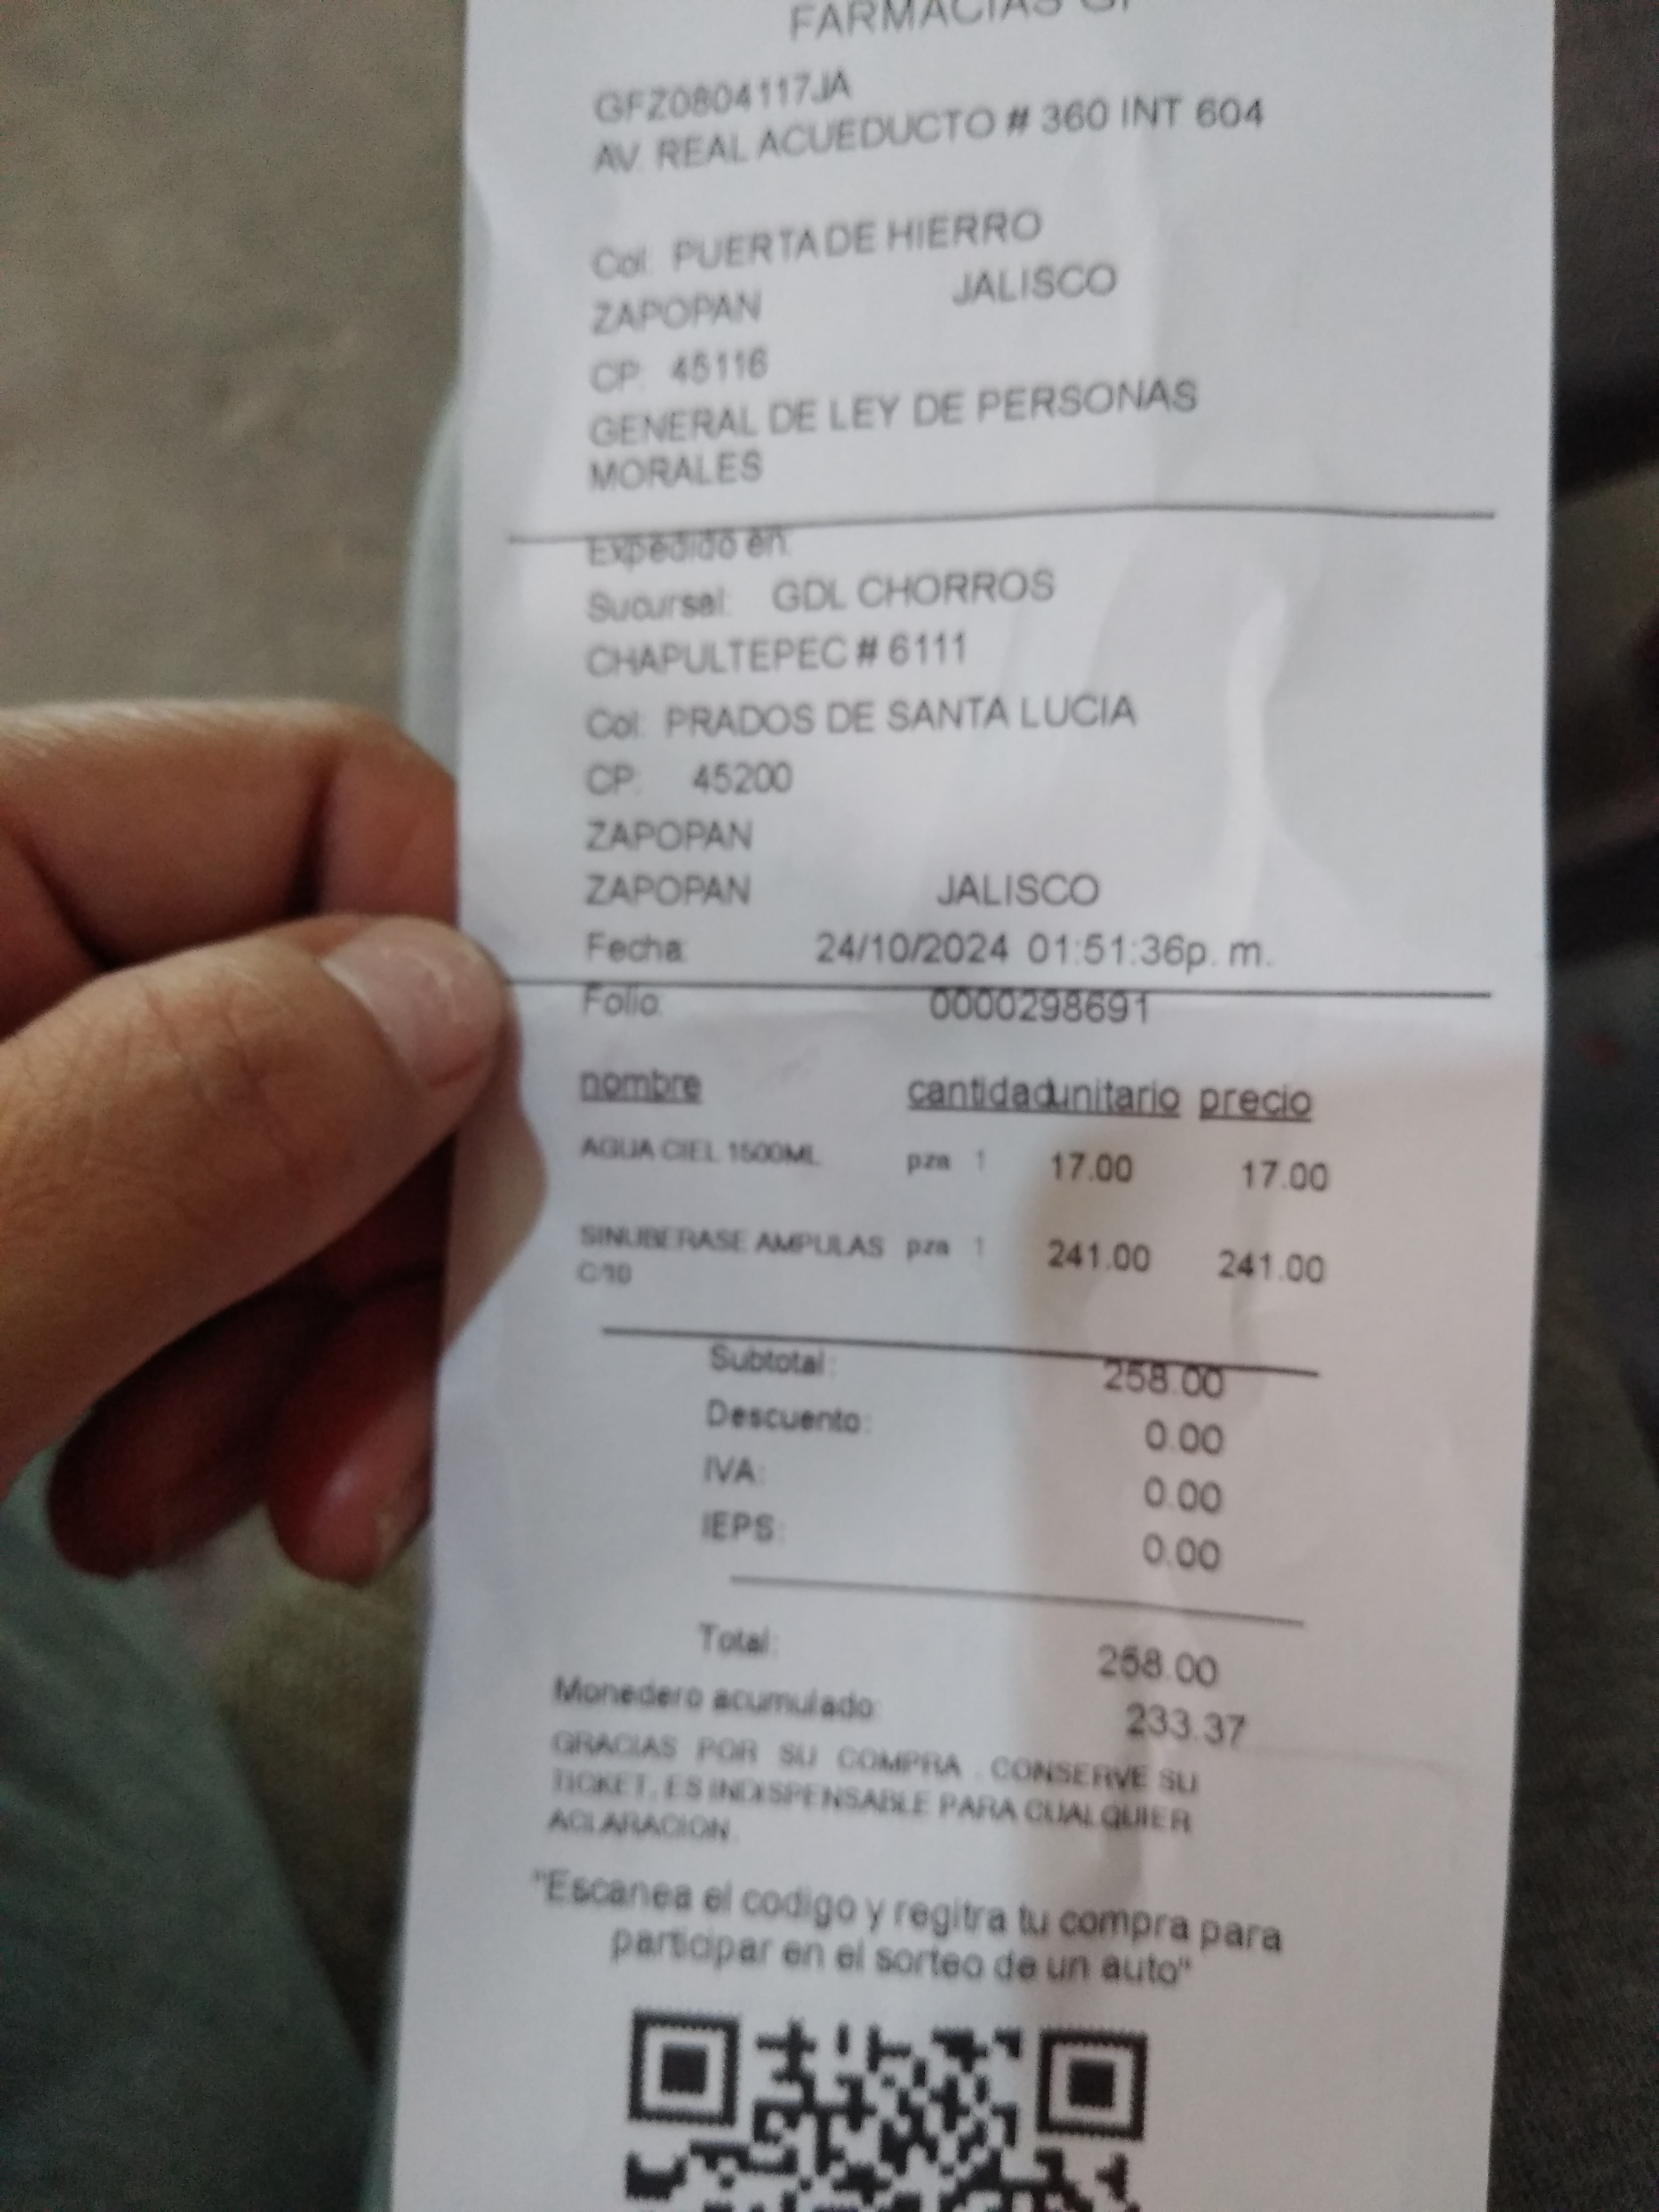 FARMACIAS GI
GFZ0804117JA
AV. REAL ACUEDUCTO # 360 INT 604
Col: PUERTA DE HIERRO
ZAPOPAN JALISCO
CP: 45116
GENERAL DE LEY DE PERSONAS
MORALES
Expedido en:
Sucursal: GDL CHORROS
CHAPULTEPEC # 6111
Col: PRADOS DE SANTA LUCIA
CP: 45200
ZAPOPAN
ZAPOPAN JALISCO
Fecha: 24/10/2024 01:51:36p. m.
Folio: 0000298691
nombre cantidad unitario precio
AGUA CIEL 1500ML pza 1 17.00 17.00
SINUBERASE AMPULAS pza 1 241.00 241.00
C/10
Subtotal: 258.00
Descuento: 0.00
IVA: 0.00
IEPS: 0.00
Total: 258.00
Monedero acumulado: 233.37
GRACIAS POR SU COMPRA . CONSERVE SU
TICKET, ES INDISPENSABLE PARA CUALQUIER
ACLARACION.
"Escanea el codigo y regitra tu compra para
participar en el sorteo de un auto"